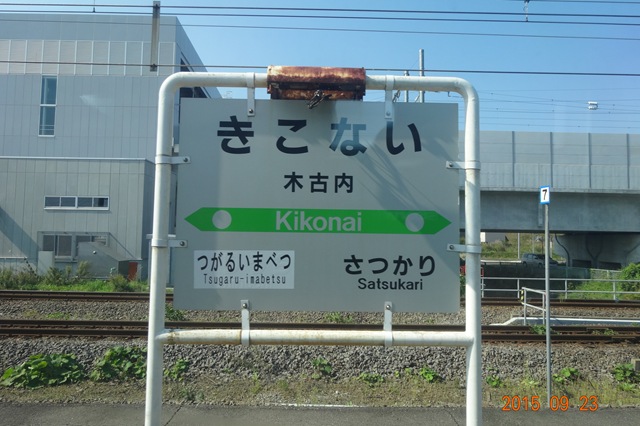 きこない
木古内
Kikonai
つがるいまべつ
Tsugaru-imabetsu
さつかり
Satsukari
7
2015 09 23